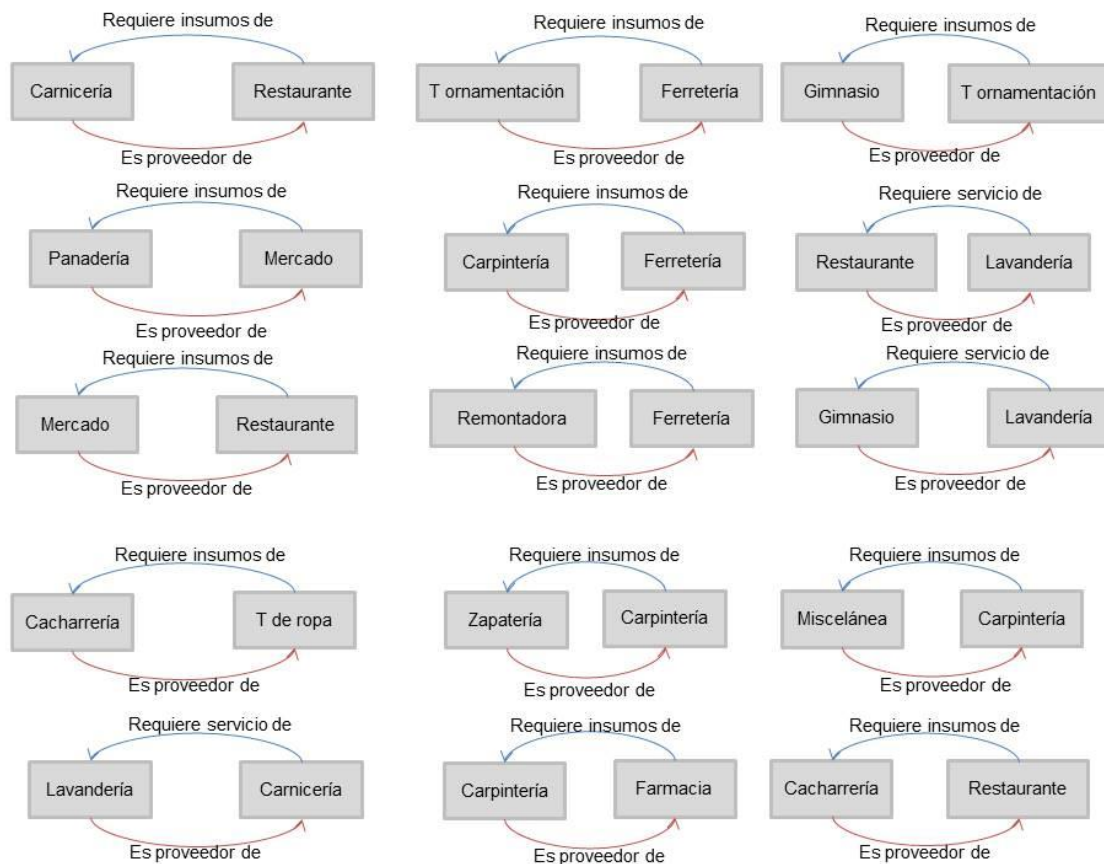 Requiere insumos de
Carnicería
Restaurante
Es proveedor de
Requiere insumos de
T ornamentación
Ferretería
Es proveedor de
Requiere insumos de
Gimnasio
T ornamentación
Es proveedor de
Requiere insumos de
Panadería
Mercado
Es proveedor de
Requiere insumos de
Carpintería
Ferretería
Es proveedor de
Requiere servicio de
Restaurante
Lavandería
Es proveedor de
Requiere insumos de
Mercado
Restaurante
Es proveedor de
Requiere insumos de
Remontadora
Ferretería
Es proveedor de
Requiere servicio de
Gimnasio
Lavandería
Es proveedor de
Requiere insumos de
Cacharrería
T de ropa
Es proveedor de
Requiere insumos de
Zapatería
Carpintería
Es proveedor de
Requiere insumos de
Miscelánea
Carpintería
Es proveedor de
Requiere servicio de
Lavandería
Carnicería
Es proveedor de
Requiere insumos de
Carpintería
Farmacia
Es proveedor de
Requiere insumos de
Cacharrería
Restaurante
Es proveedor de